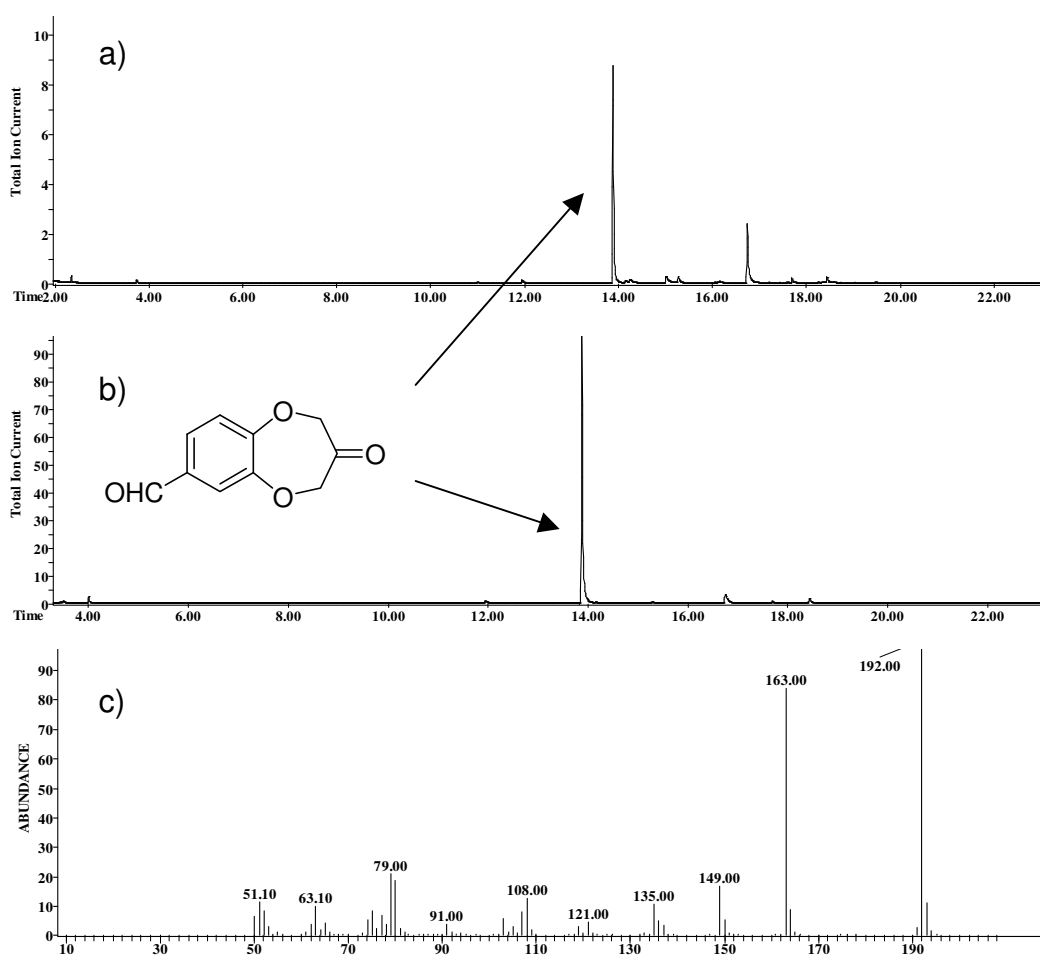 a)
Total Ion Current
10
8
6
4
2
0
Time 2.00 4.00 6.00 8.00 10.00 12.00 14.00 16.00 18.00 20.00 22.00
b)
Total Ion Current
90
80
70
60
50
40
30
20
10
0
O
O
OHC
O
Time 4.00 6.00 8.00 10.00 12.00 14.00 16.00 18.00 20.00 22.00
c)
ABUNDANCE
90
80
70
60
50
40
30
20
10
0
192.00
163.00
79.00
149.00
108.00
135.00
51.10
63.10
91.00
121.00
10 30 50 70 90 110 130 150 170 190